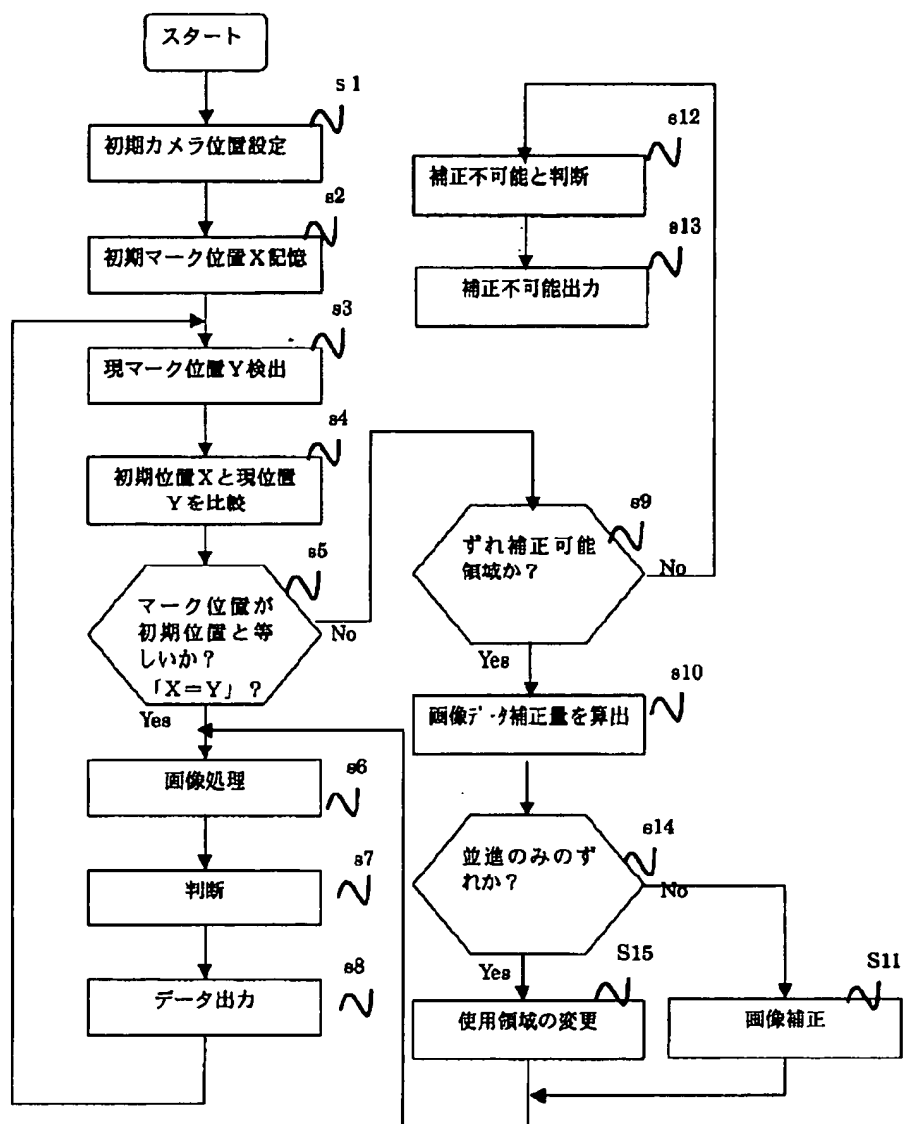 スタート
s1
初期カメラ位置設定
s2
初期マーク位置X記憶
s3
現マーク位置Y検出
s4
初期位置Xと現位置
Yを比較
s5
マーク位置が
初期位置と等
しいか？
「X＝Y」？
No
Yes
s6
画像処理
s7
判断
s8
データ出力
s9
ずれ補正可能
領域か？
No
Yes
s12
補正不可能と判断
s13
補正不可能出力
s10
画像データ補正量を算出
s14
並進のみのず
れか？
No
Yes
S15
使用領域の変更
S11
画像補正